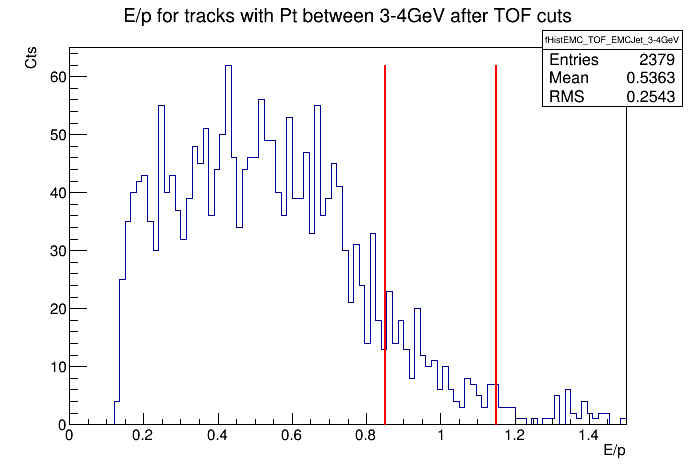 E/p for tracks with Pt between 3-4GeV after TOF cuts
fHistEMC_TOF_EMCJet_3-4GeV
Entries 2379
Mean 0.5363
RMS 0.2543
Cts
60
50
40
30
20
10
0
0 0.2 0.4 0.6 0.8 1 1.2 1.4
E/p